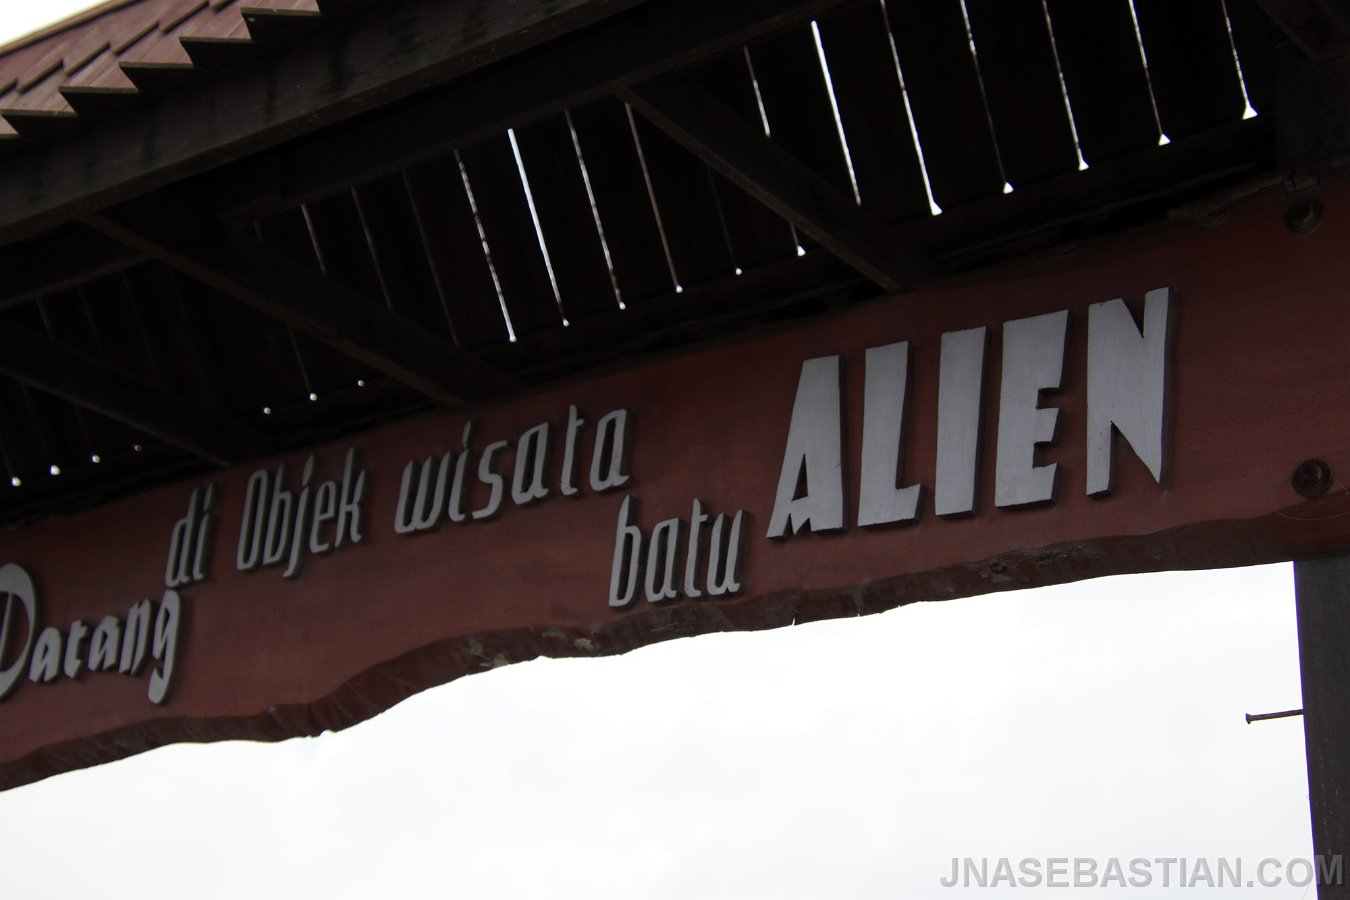 Datang
di Objek wisata
batu ALIEN
JNASEBASTIAN.COM